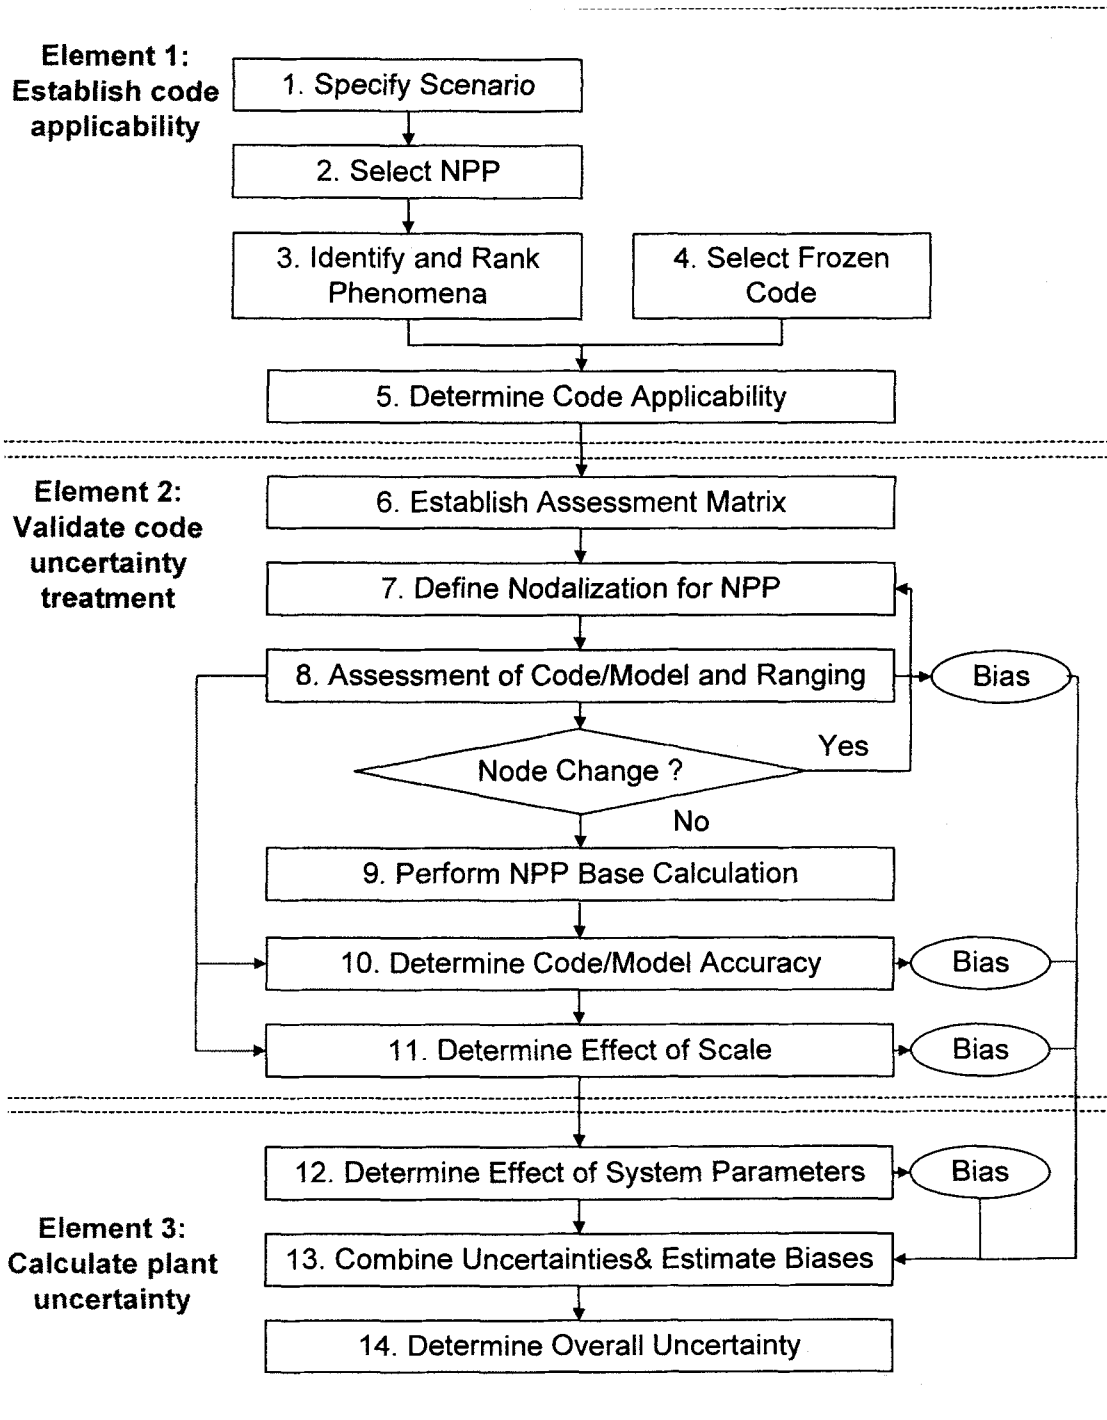 Element 1:
Establish code
applicability
1. Specify Scenario
2. Select NPP
3. Identify and Rank
Phenomena
4. Select Frozen
Code
5. Determine Code Applicability
Element 2:
Validate code
uncertainty
treatment
6. Establish Assessment Matrix
7. Define Nodalization for NPP
8. Assessment of Code/Model and Ranging
Bias
Node Change ?
Yes
No
9. Perform NPP Base Calculation
10. Determine Code/Model Accuracy
Bias
11. Determine Effect of Scale
Bias
Element 3:
Calculate plant
uncertainty
12. Determine Effect of System Parameters
Bias
13. Combine Uncertainties& Estimate Biases
14. Determine Overall Uncertainty